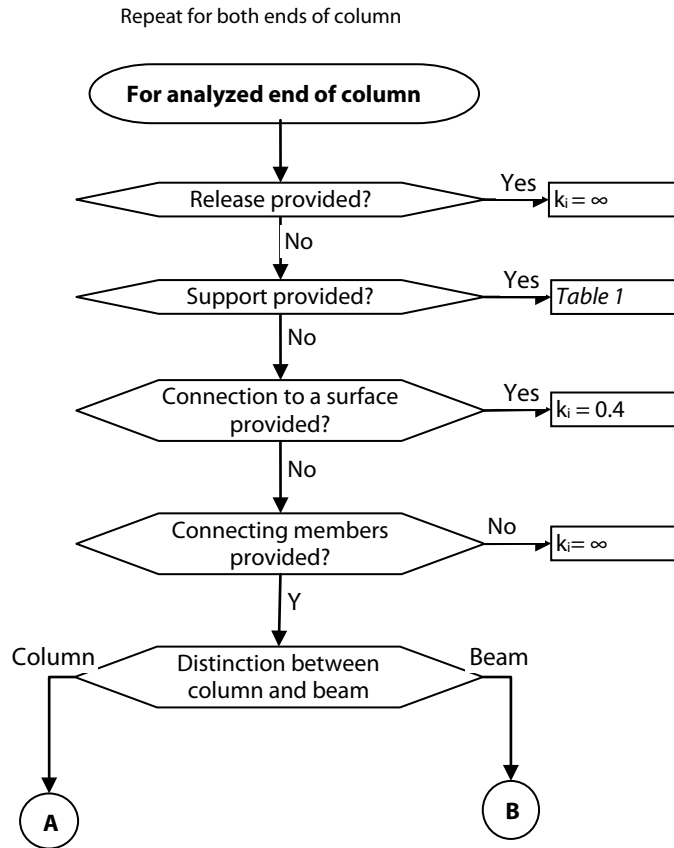 Repeat for both ends of column
For analyzed end of column
Release provided?
Yes
kᵢ = ∞
No
Support provided?
Yes
Table 1
No
Connection to a surface
provided?
Yes
kᵢ = 0.4
No
Connecting members
provided?
No
kᵢ = ∞
Y
Column
Distinction between
column and beam
Beam
A
B